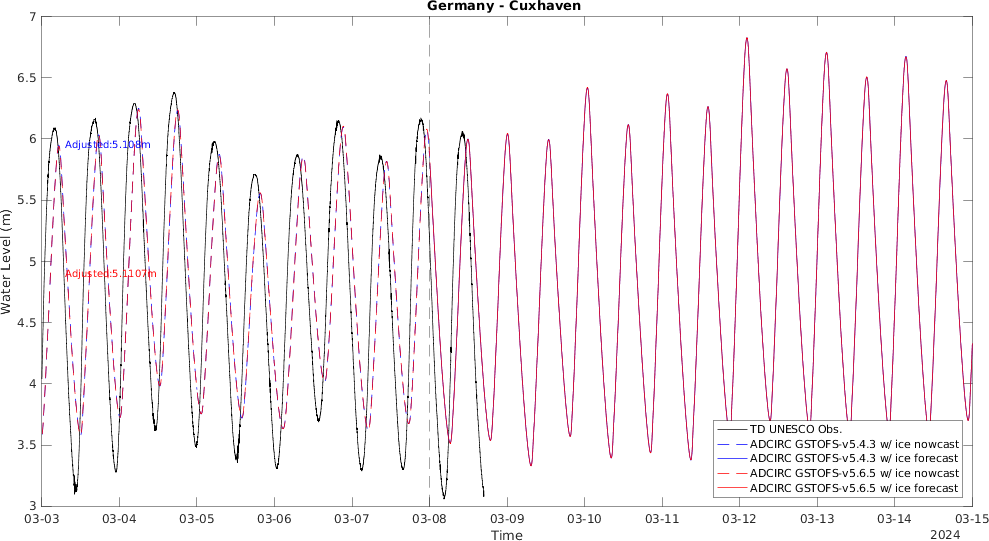 Germany - Cuxhaven
Water Level (m)
7
6.5
6
5.5
5
4.5
4
3.5
3
Adjusted:5.108m
Adjusted:5.1107m
TD UNESCO Obs.
ADCIRC GSTOFS-v5.4.3 w/ ice nowcast
ADCIRC GSTOFS-v5.4.3 w/ ice forecast
ADCIRC GSTOFS-v5.6.5 w/ ice nowcast
ADCIRC GSTOFS-v5.6.5 w/ ice forecast
03-03 03-04 03-05 03-06 03-07 03-08 03-09 03-10 03-11 03-12 03-13 03-14 03-15
Time
2024